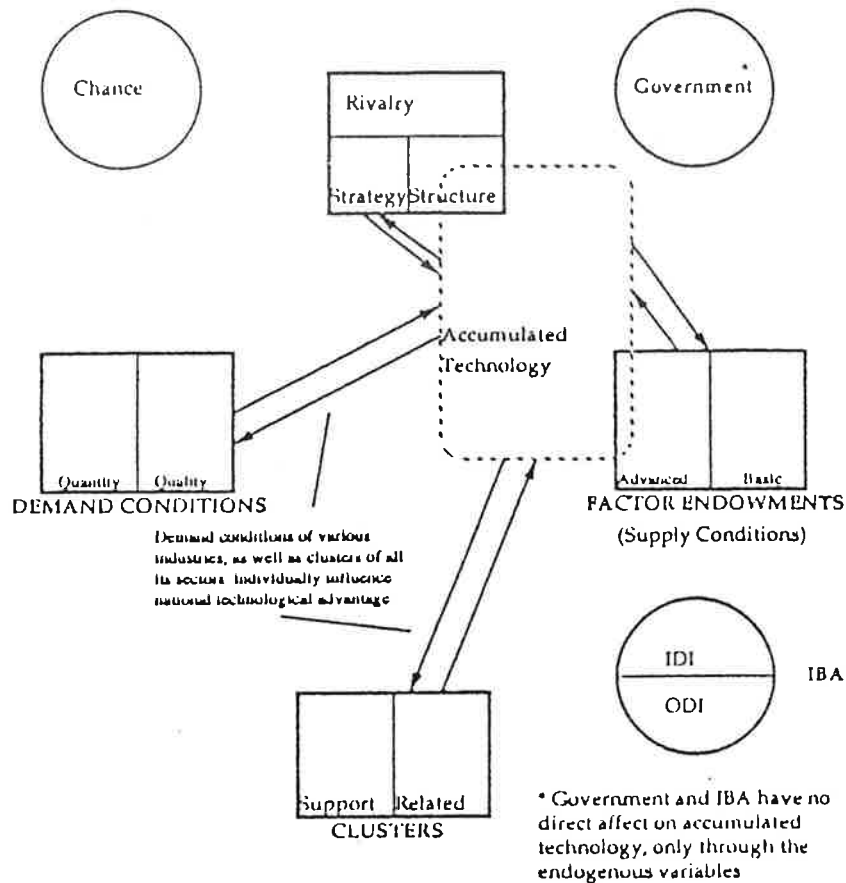 Chance
Rivalry
*
Government
Strategy Structure
Accumulated
Technology
Quantity Quality
DEMAND CONDITIONS
Advanced Basic
FACTOR ENDOWMENTS
(Supply Conditions)
Demand conditions of various
industries, as well as clusters of all
its sectors individually influence
national technological advantage
IDI
ODI
IBA
Support Related
CLUSTERS
* Government and IBA have no
direct affect on accumulated
technology, only through the
endogenous variables